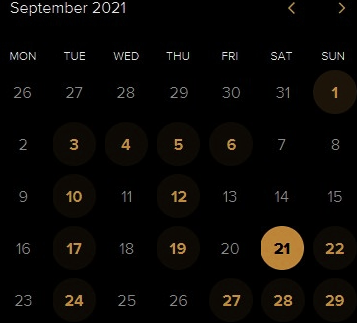 September 2021
MON TUE WED THU FRI SAT SUN
26 27 28 29 30 31 1
2 3 4 5 6 7 8
9 10 11 12 13 14 15
16 17 18 19 20 21 22
23 24 25 26 27 28 29